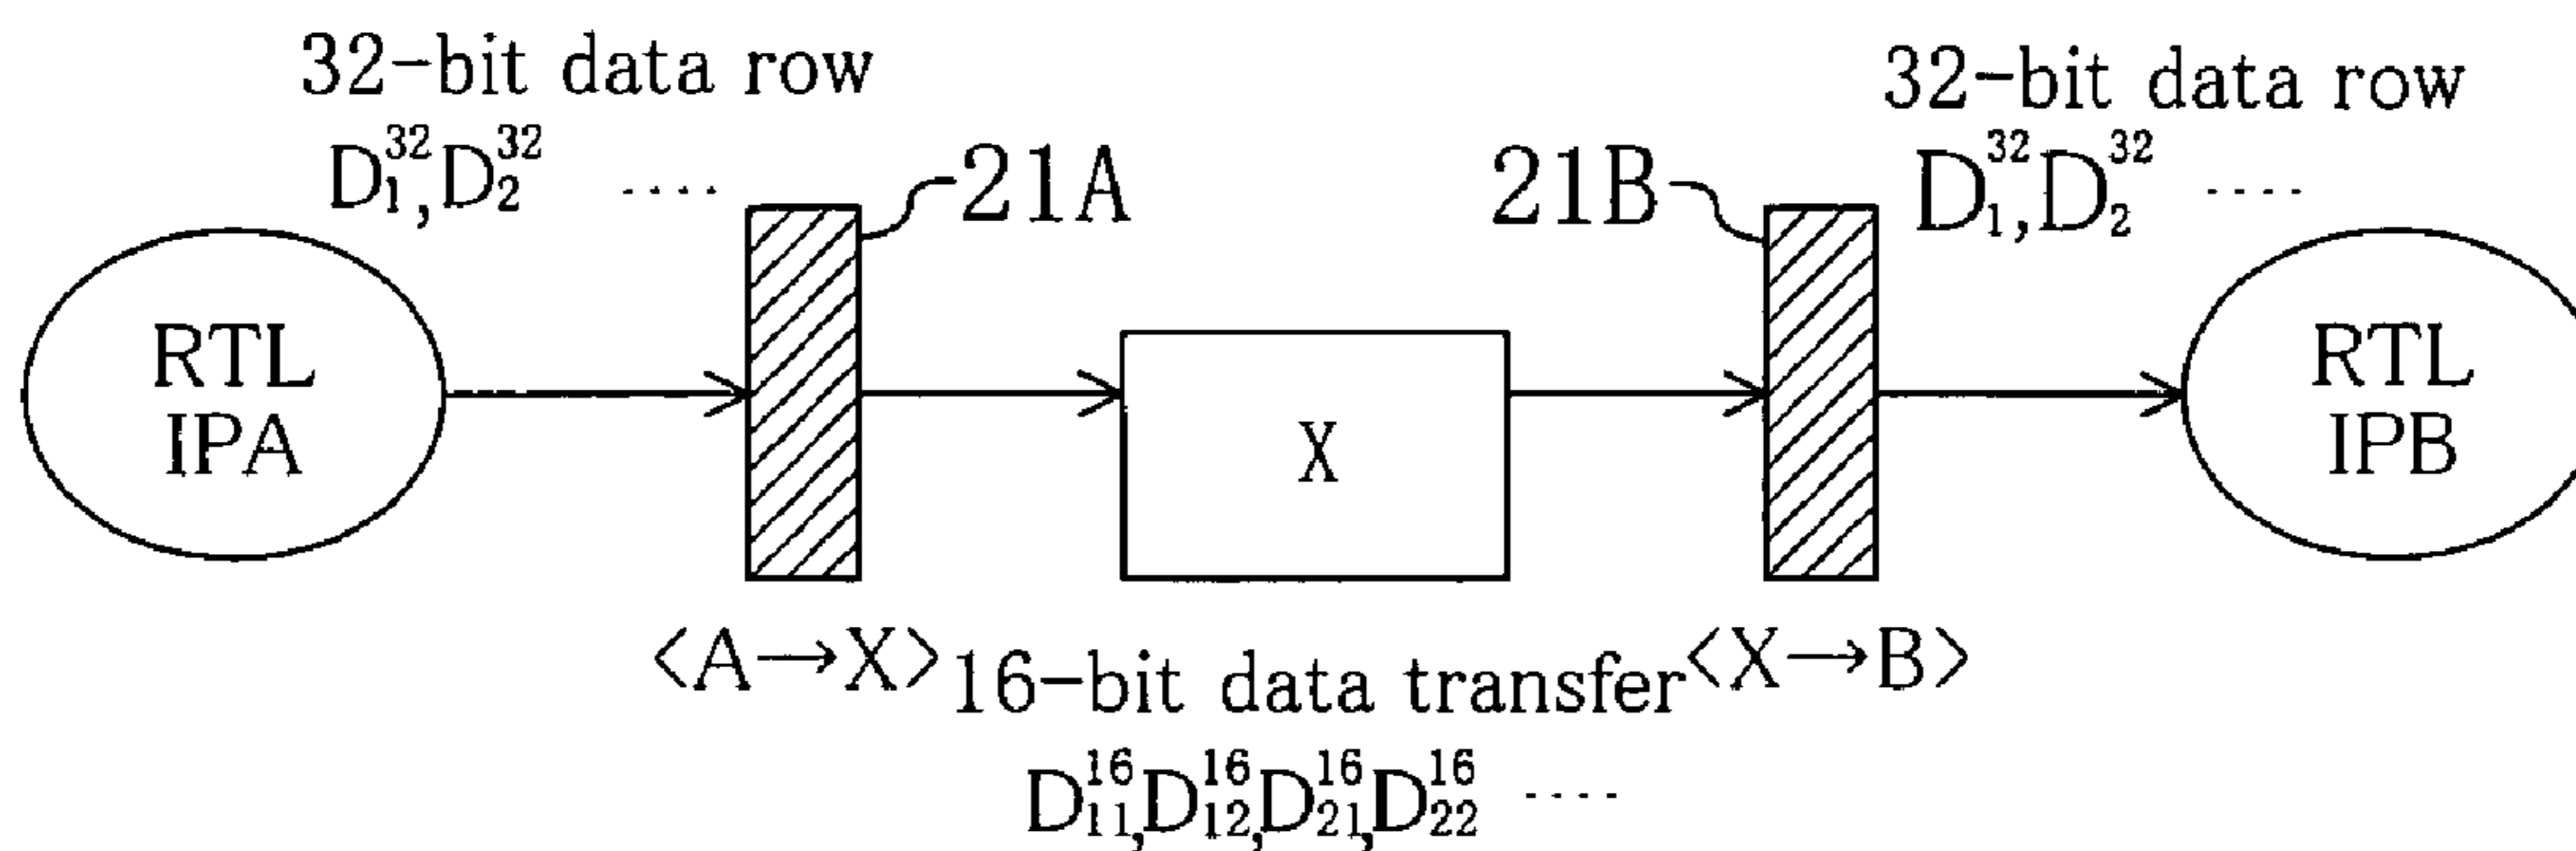 32-bit data row
D₁³²,D₂³² ····
21A
21B
32-bit data row
D₁³²,D₂³² ····
RTL
IPA
X
RTL
IPB
<A→X>
16-bit data transfer
<X→B>
D₁₁¹⁶,D₁₂¹⁶,D₂₁¹⁶,D₂₂¹⁶ ····